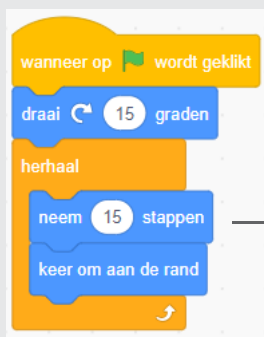 wanneer op wordt geklikt
draai 15 graden
herhaal
neem 15 stappen
keer om aan de rand